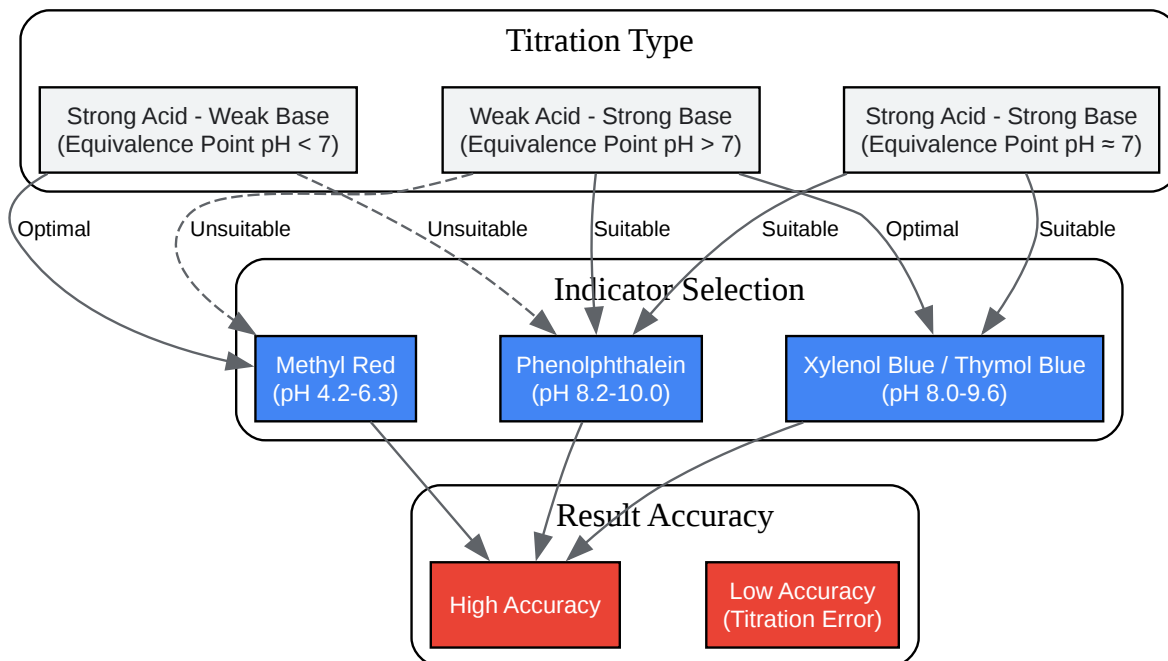 Titration Type
Strong Acid - Weak Base
(Equivalence Point pH < 7)
Weak Acid - Strong Base
(Equivalence Point pH > 7)
Strong Acid - Strong Base
(Equivalence Point pH ≈ 7)
Optimal
Unsuitable
Unsuitable
Suitable
Suitable
Optimal
Suitable
Indicator Selection
Methyl Red
(pH 4.2-6.3)
Phenolphthalein
(pH 8.2-10.0)
Xylenol Blue / Thymol Blue
(pH 8.0-9.6)
Result Accuracy
High Accuracy
Low Accuracy
(Titration Error)